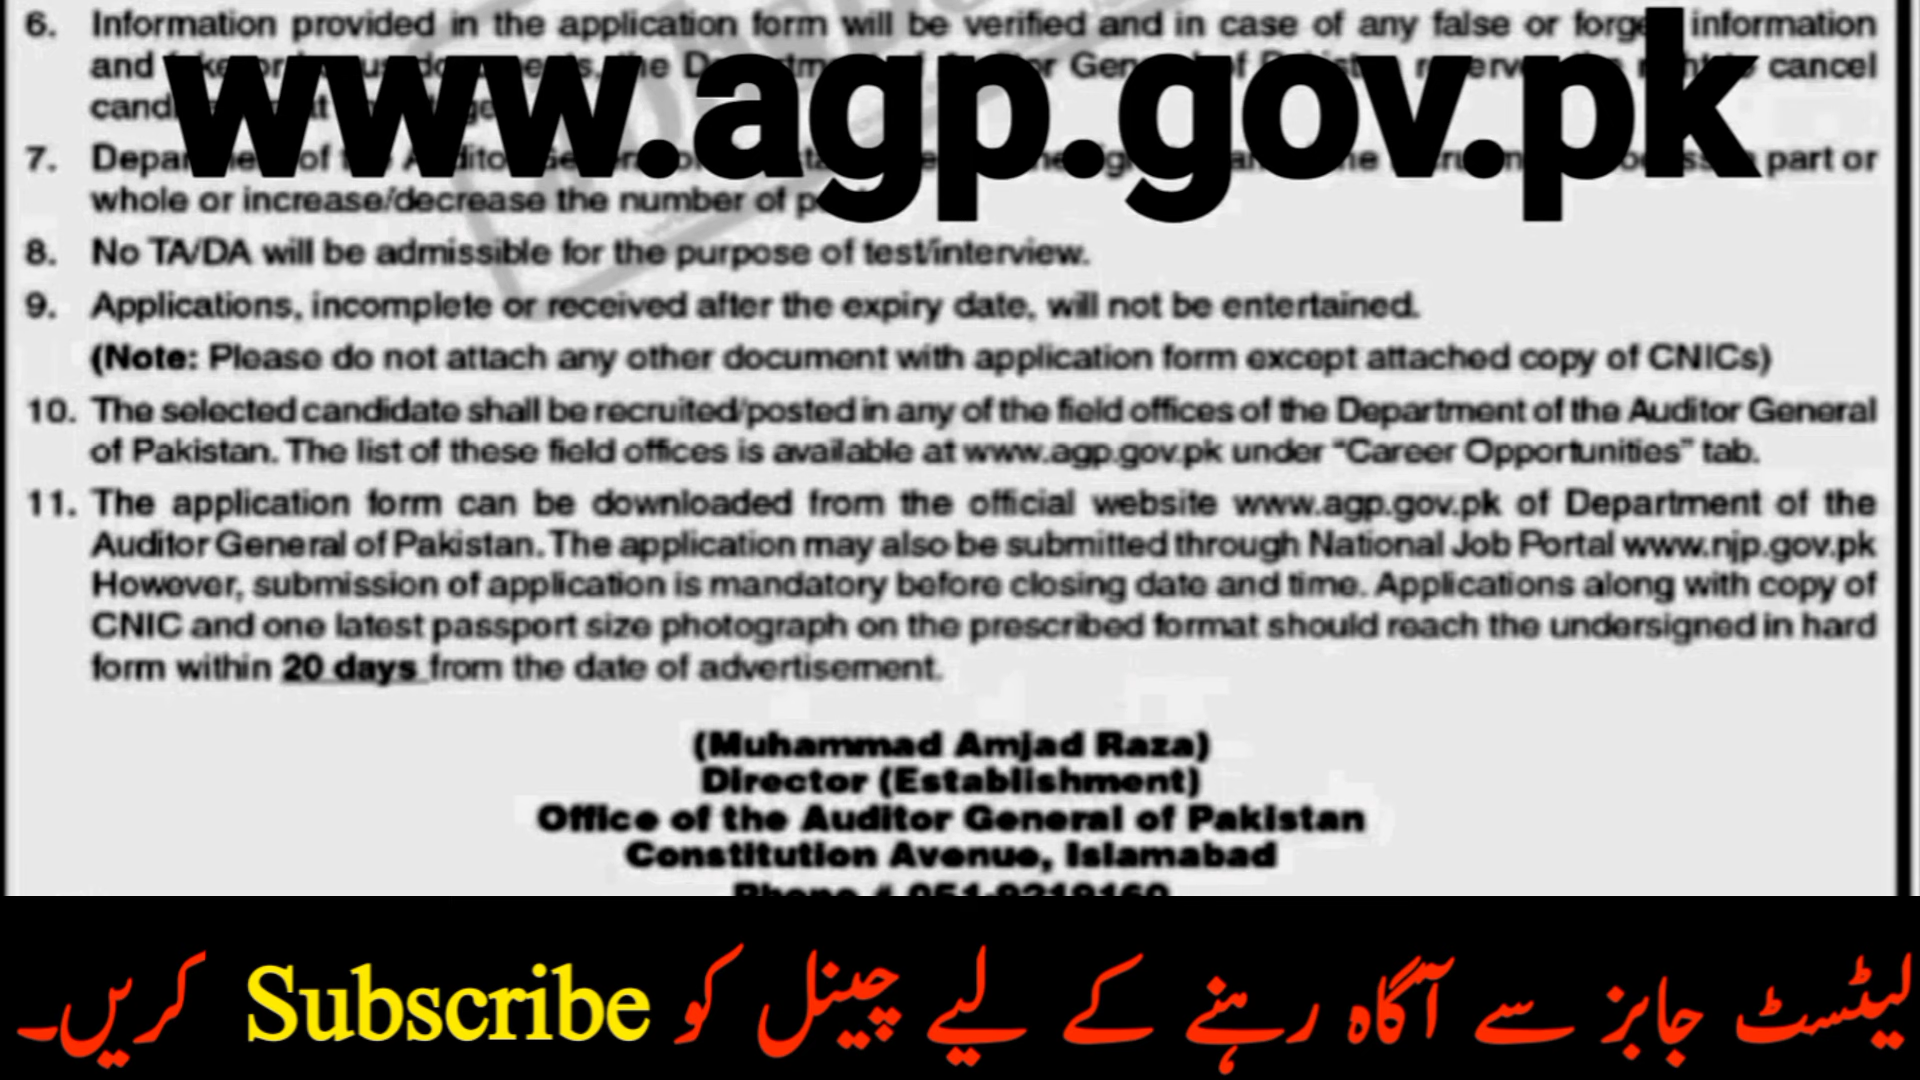 6. Information provided in the application form will be verified and in case of any false or forged information
www.agp.gov.pk
and the of cancel
7. of the part or
whole or increase/decrease the number of
8. No TA/DA will be admissible for the purpose of test/interview.
9. Applications, incomplete or received after the expiry date, will not be entertained.
(Note: Please do not attach any other document with application form except attached copy of CNICs)
10. The selected candidate shall be recruited/posted in any of the field offices of the Department of the Auditor General
of Pakistan. The list of these field offices is available at www.agp.gov.pk under “Career Opportunities” tab.
11. The application form can be downloaded from the official website www.agp.gov.pk of Department of the
Auditor General of Pakistan. The application may also be submitted through National Job Portal www.njp.gov.pk
However, submission of application is mandatory before closing date and time. Applications along with copy of
CNIC and one latest passport size photograph on the prescribed format should reach the undersigned in hard
form within 20 days from the date of advertisement.
(Muhammad Amjad Raza)
Director (Establishment)
Office of the Auditor General of Pakistan
Constitution Avenue, Islamabad
Phone # 051-9219160
لیٹسٹ جابز سے آگاہ رہنے کے لیے چینل کو Subscribe کریں۔